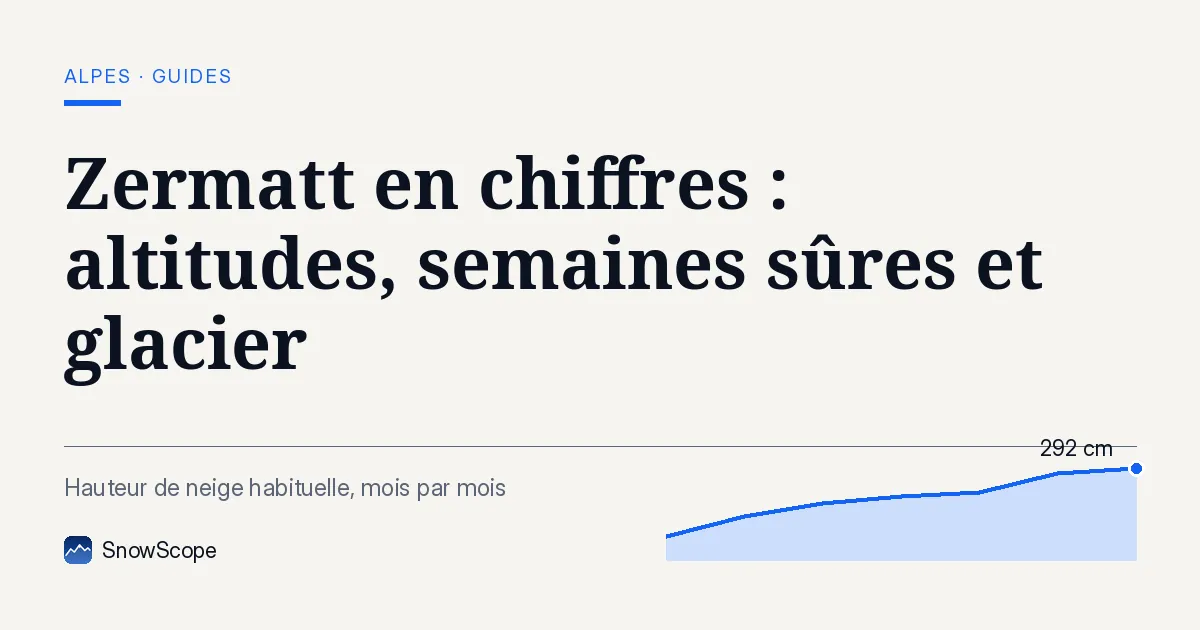 ALPES · GUIDES
Zermatt en chiffres :
altitudes, semaines sûres et
glacier
292 cm
Hauteur de neige habituelle, mois par mois
SnowScope